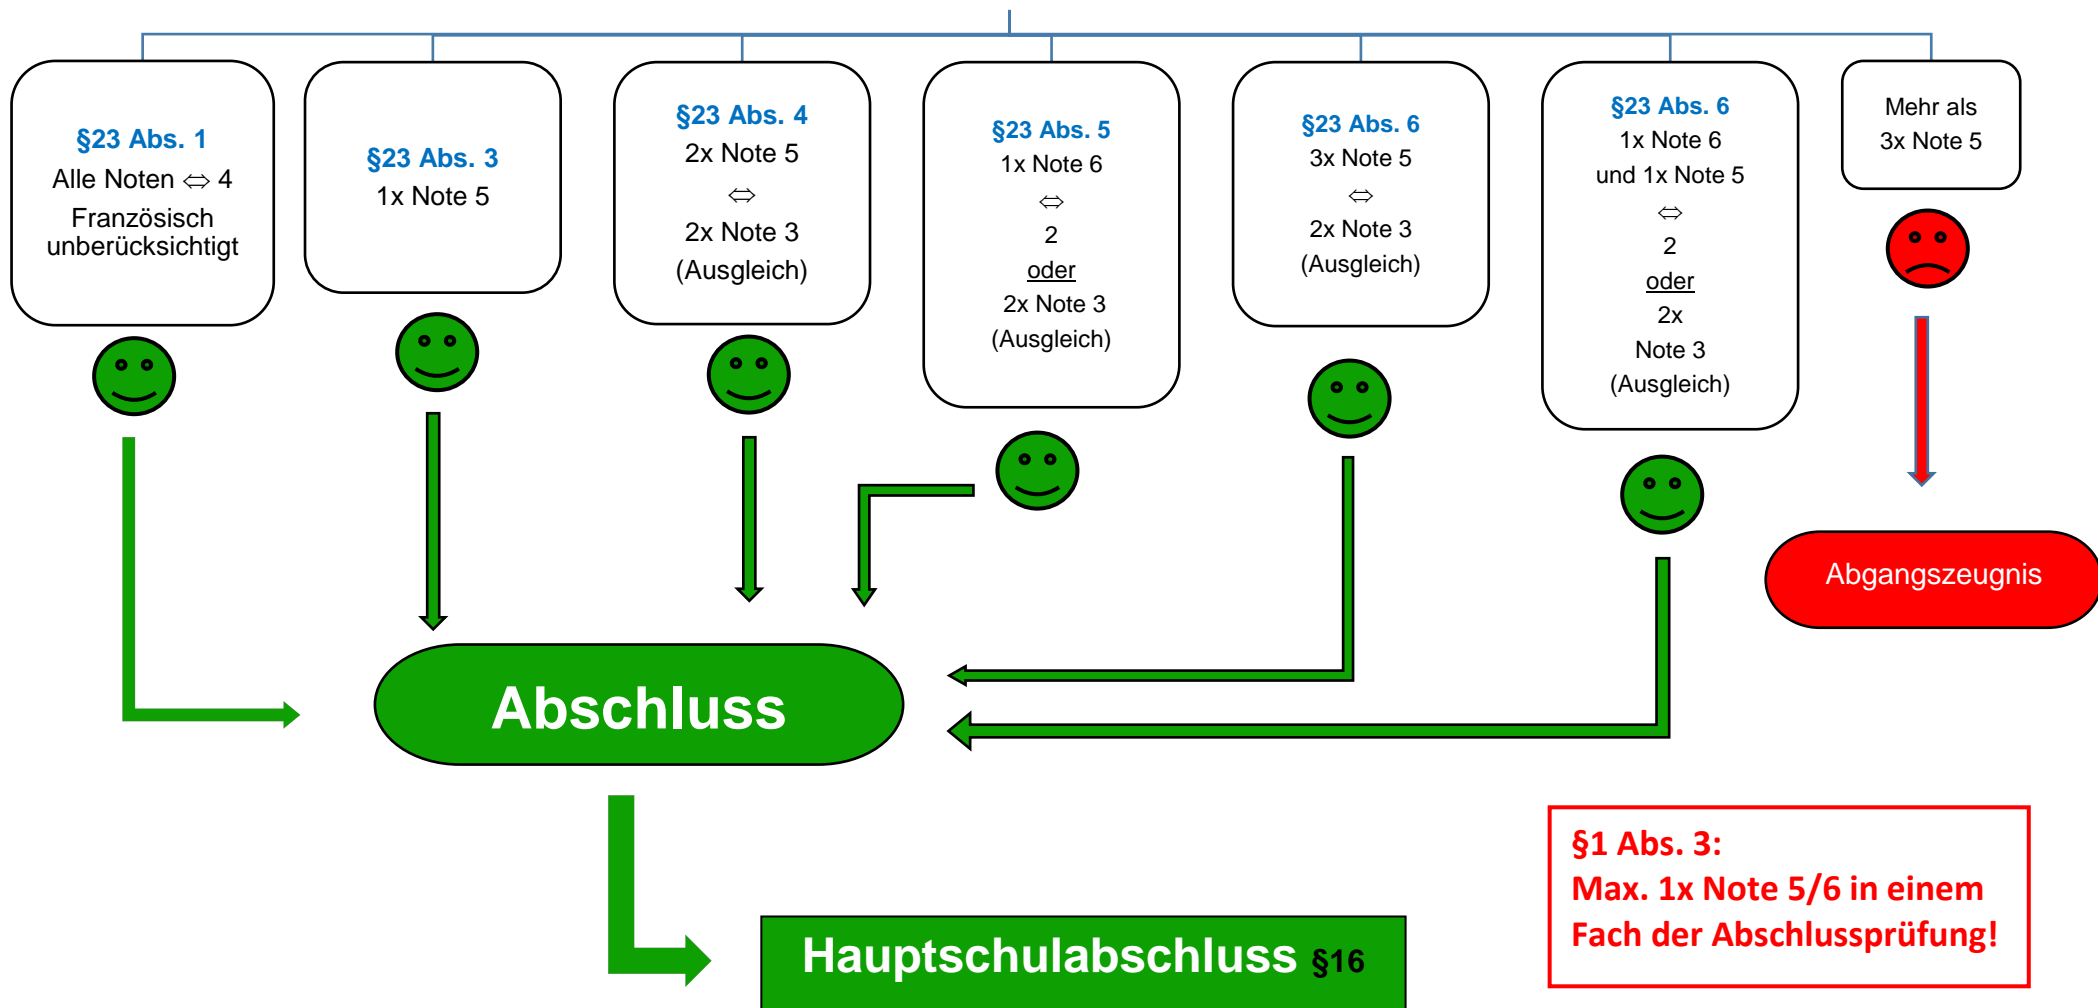 §23 Abs. 1
Alle Noten ⇔ 4
Französisch
unberücksichtigt
§23 Abs. 3
1x Note 5
§23 Abs. 4
2x Note 5
⇔
2x Note 3
(Ausgleich)
§23 Abs. 5
1x Note 6
⇔
2
oder
2x Note 3
(Ausgleich)
§23 Abs. 6
3x Note 5
⇔
2x Note 3
(Ausgleich)
§23 Abs. 6
1x Note 6
und 1x Note 5
⇔
2
oder
2x
Note 3
(Ausgleich)
Mehr als
3x Note 5
Abgangszeugnis
Abschluss
§1 Abs. 3:
Max. 1x Note 5/6 in einem
Fach der Abschlussprüfung!
Hauptschulabschluss §16